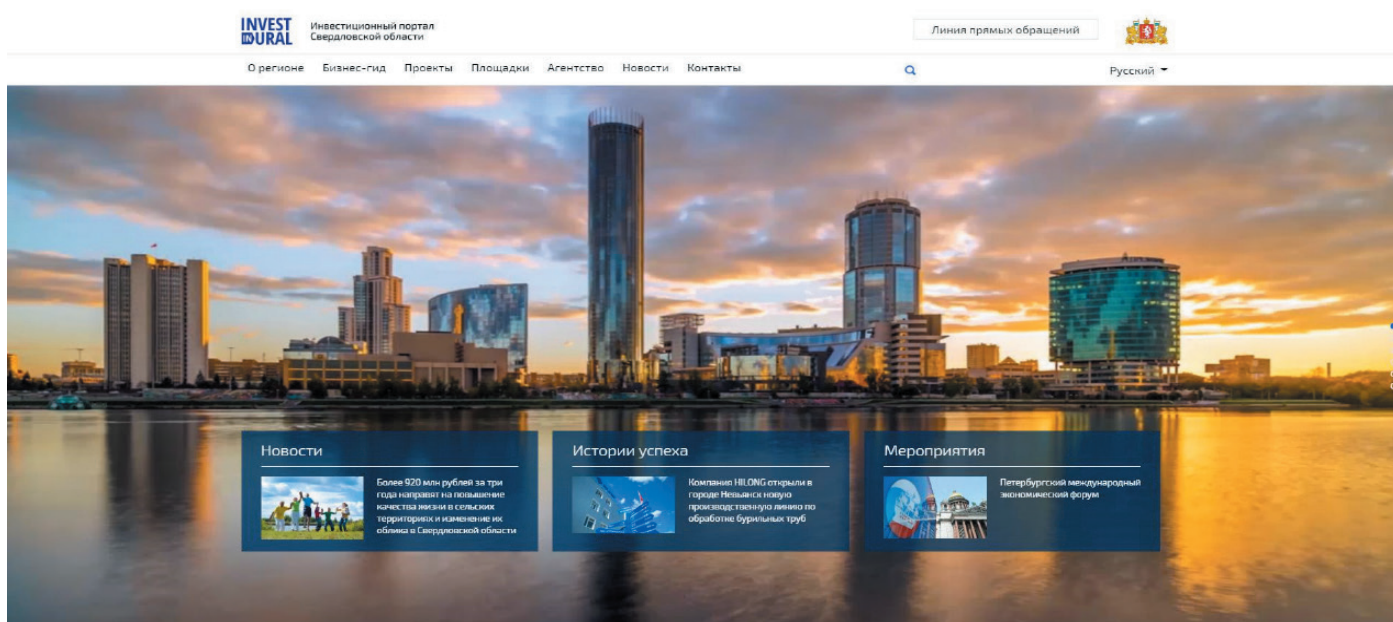 INVEST
IN URAL
Инвестиционный портал
Свердловской области
Линия прямых обращений
О регионе Бизнес-гид Проекты Площадки Агентство Новости Контакты
Русский
Новости
Более 920 млн рублей за три
года направят на повышение
качества жизни в сельских
территориях и изменение их
облика в Свердловской области
Истории успеха
Компания HILONG открыли в
городе Невьянск новую
производственную линию по
обработке бурильных труб
Мероприятия
Петербургский международный
экономический форум